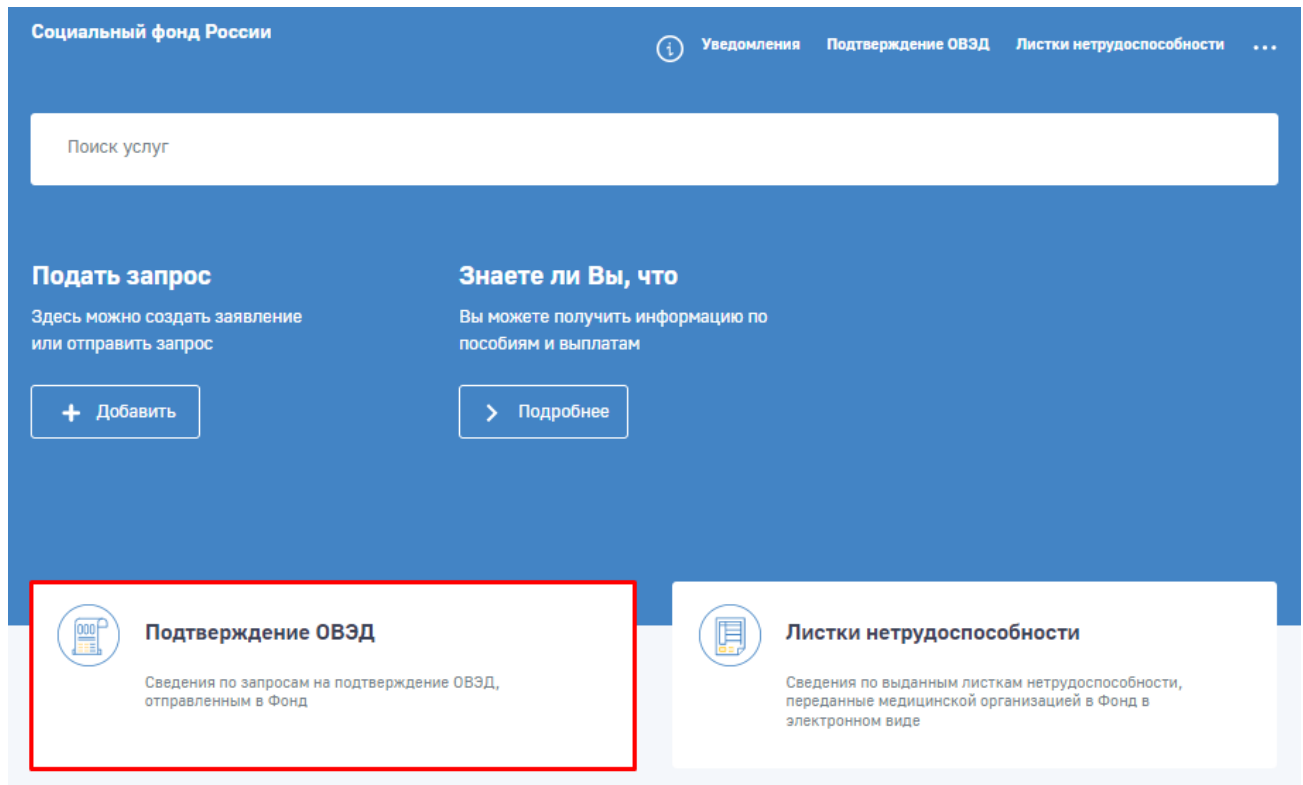 Социальный фонд России
Уведомления Подтверждение ОВЭД Листки нетрудоспособности ...
Поиск услуг
Подать запрос
Здесь можно создать заявление
или отправить запрос
+ Добавить
Знаете ли Вы, что
Вы можете получить информацию по
пособиям и выплатам
Подробнее
Подтверждение ОВЭД
Сведения по запросам на подтверждение ОВЭД,
отправленным в Фонд
Листки нетрудоспособности
Сведения по выданным листкам нетрудоспособности,
переданные медицинской организацией в Фонд в
электронном виде